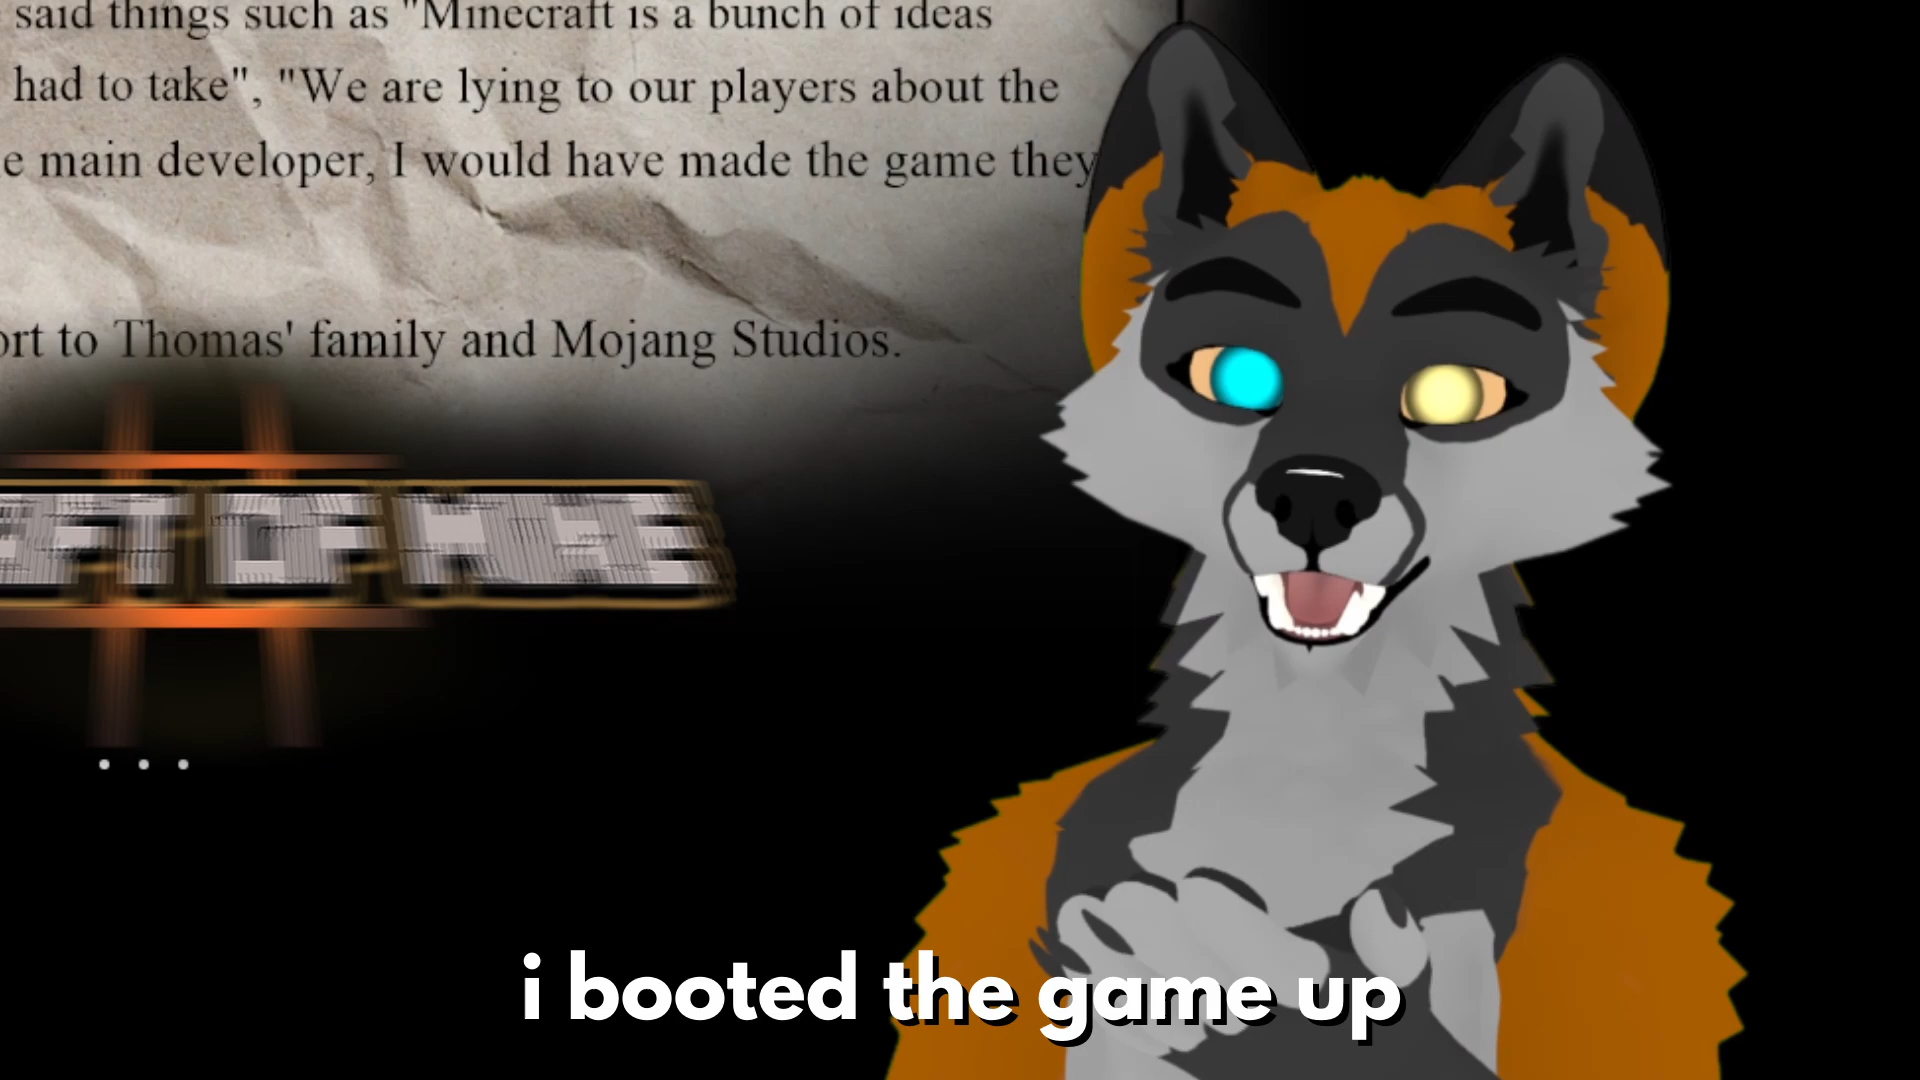 said things such as "Minecraft is a bunch of ideas
had to take", "We are lying to our players about the
e main developer, I would have made the game they
ort to Thomas' family and Mojang Studios.
...
i booted the game up